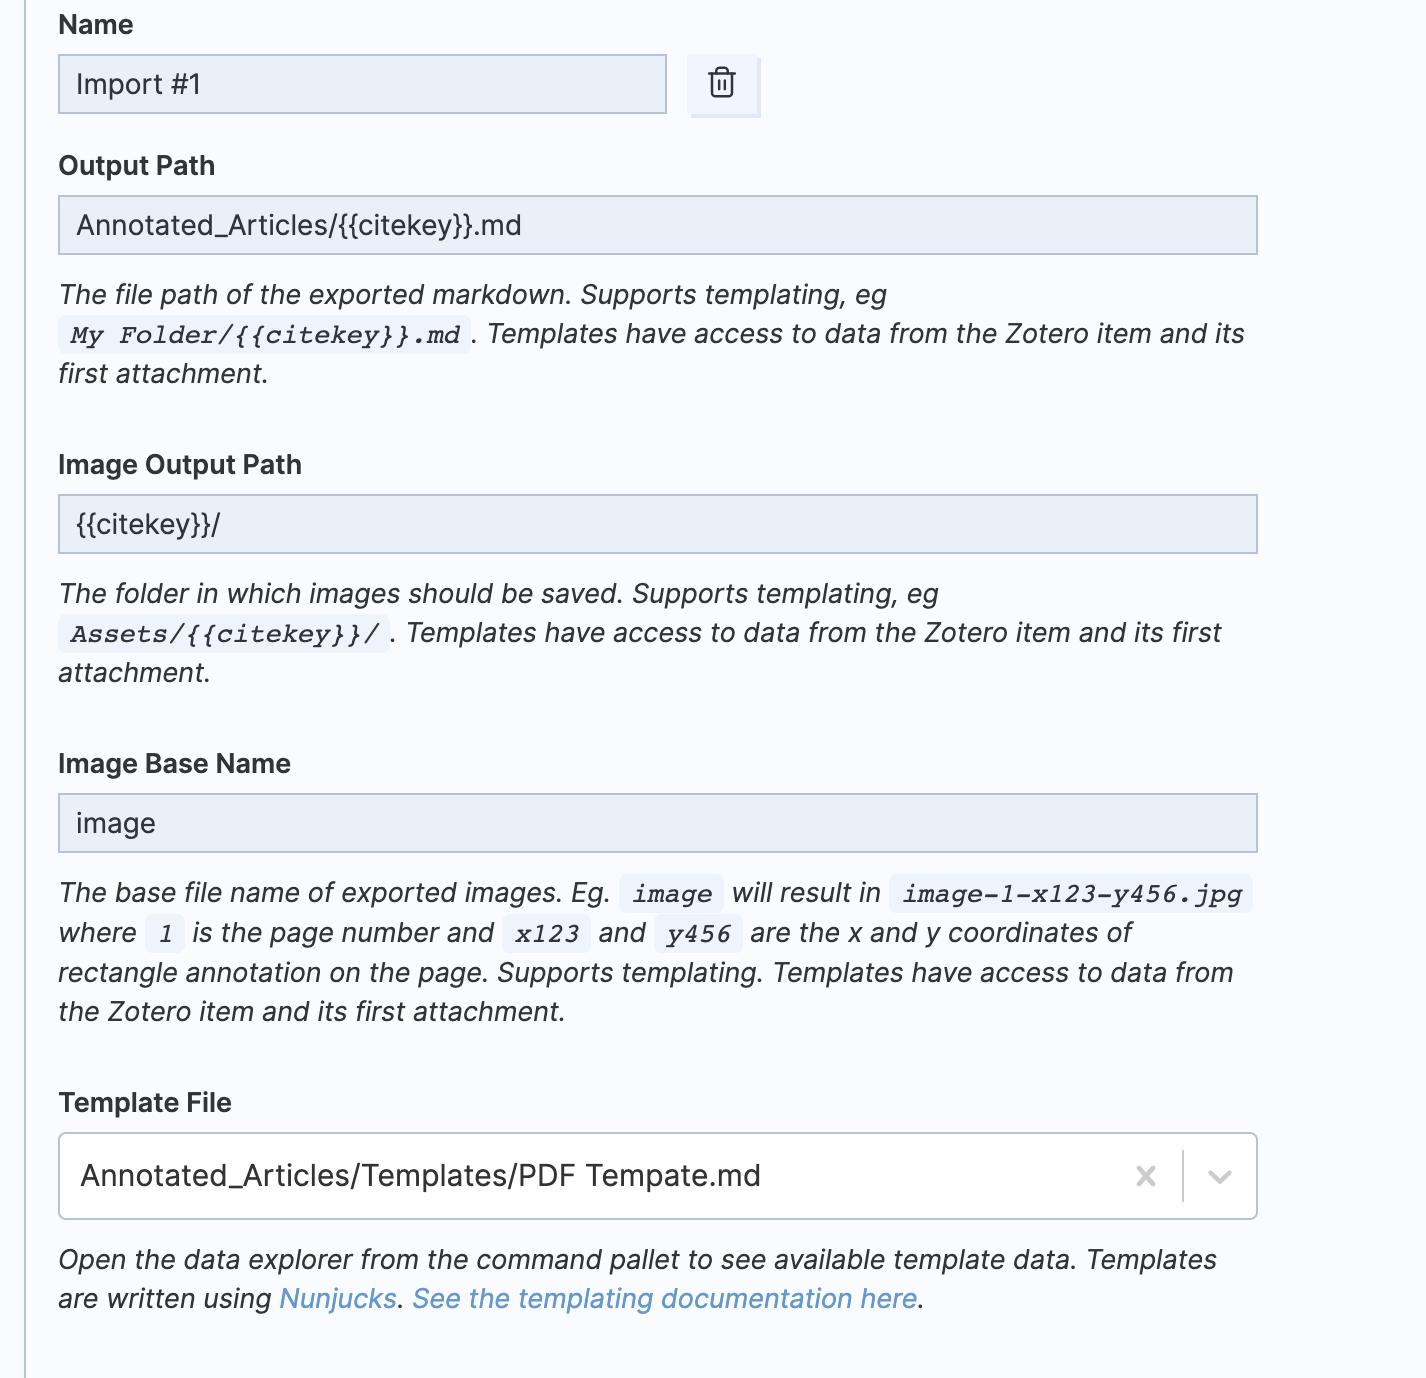 Name
Import #1
Output Path
Annotated_Articles/{{citekey}}.md
The file path of the exported markdown. Supports templating, eg
My Folder/{{citekey}}.md. Templates have access to data from the Zotero item and its
first attachment.
Image Output Path
{{citekey}}/
The folder in which images should be saved. Supports templating, eg
Assets/{{citekey}}/. Templates have access to data from the Zotero item and its first
attachment.
Image Base Name
image
The base file name of exported images. Eg. image will result in image-1-x123-y456.jpg
where 1 is the page number and x123 and y456 are the x and y coordinates of
rectangle annotation on the page. Supports templating. Templates have access to data from
the Zotero item and its first attachment.
Template File
Annotated_Articles/Templates/PDF Tempate.md
Open the data explorer from the command pallet to see available template data. Templates
are written using Nunjucks. See the templating documentation here.